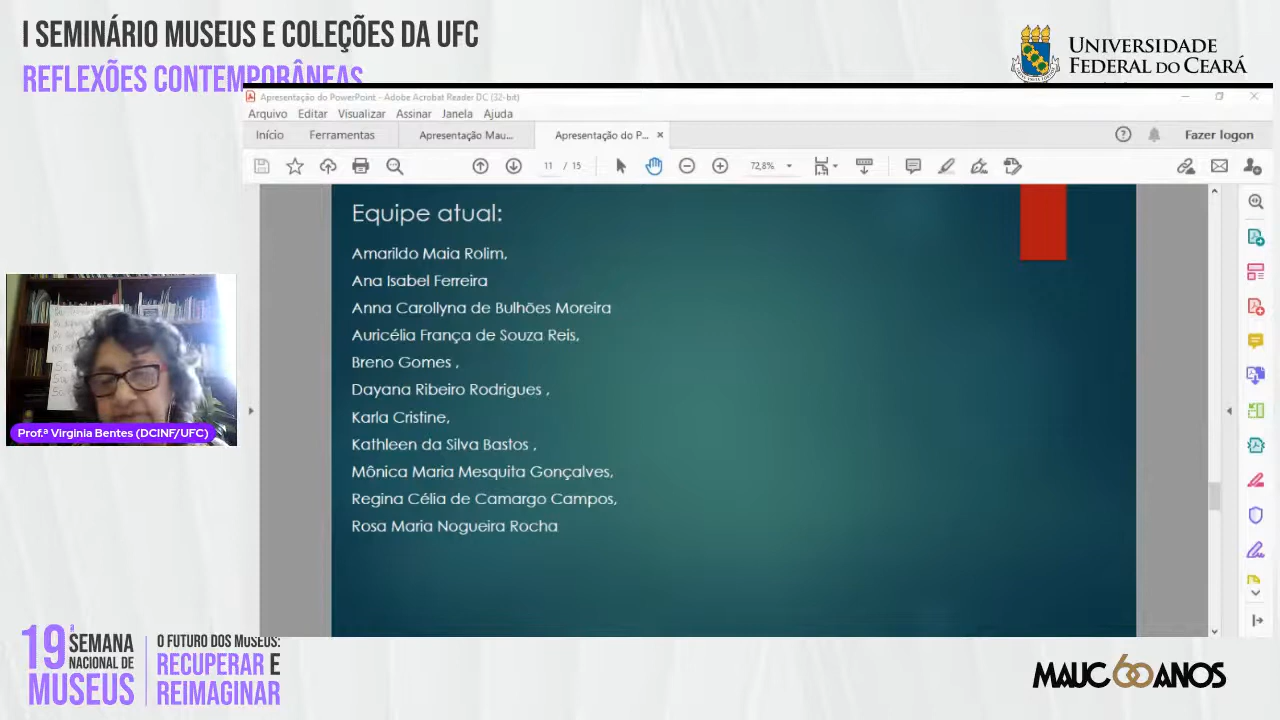 I SEMINÁRIO MUSEUS E COLEÇÕES DA UFC
REFLEXÕES CONTEMPORÂNEAS
UNIVERSIDADE
FEDERAL DO CEARÁ
Apresentação do PowerPoint - Adobe Acrobat Reader DC (32-bit)
Arquivo Editar Visualizar Assinar Janela Ajuda
Início Ferramentas Apresentação Mau... Apresentação do P... Fazer logon
11 / 15 72,8%
Equipe atual:
Amarildo Maia Rolim,
Ana Isabel Ferreira
Anna Carollyna de Bulhões Moreira
Auricélia França de Souza Reis,
Breno Gomes ,
Dayana Ribeiro Rodrigues ,
Karla Cristine,
Kathleen da Silva Bastos ,
Mônica Maria Mesquita Gonçalves,
Regina Célia de Camargo Campos,
Rosa Maria Nogueira Rocha
Prof.ª Virginia Bentes (DCINF/UFC)
19ª SEMANA
NACIONAL DE
MUSEUS
O FUTURO DOS MUSEUS:
RECUPERAR E
REIMAGINAR
MAUC 60 ANOS